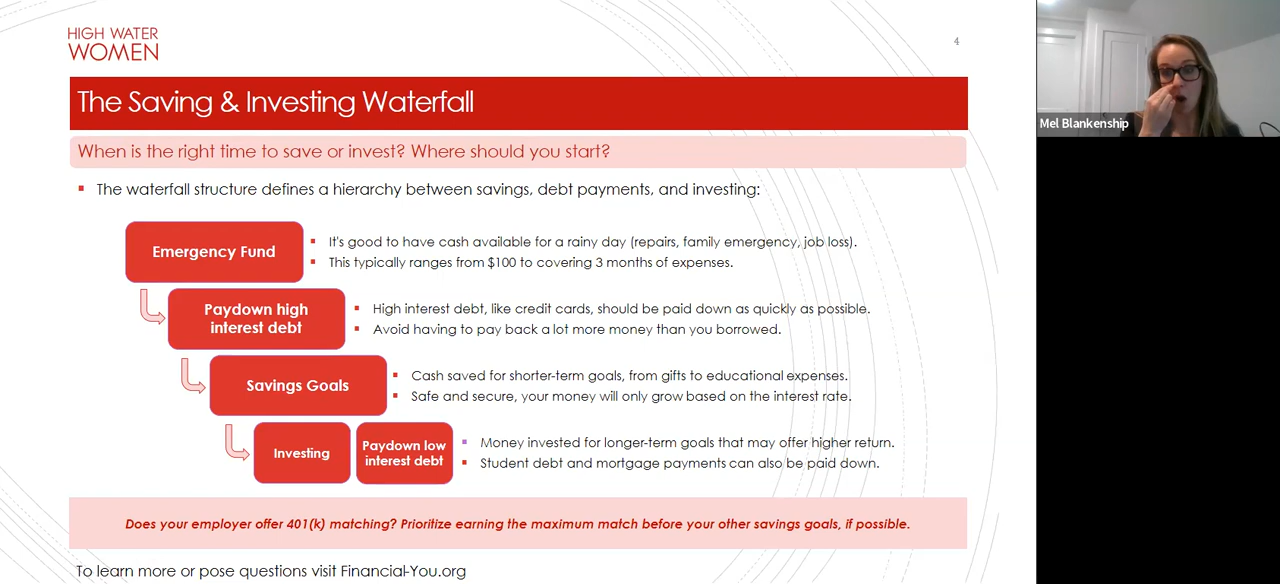 HIGH WATER
WOMEN
4
The Saving & Investing Waterfall
When is the right time to save or invest? Where should you start?
The waterfall structure defines a hierarchy between savings, debt payments, and investing:
Emergency Fund
It's good to have cash available for a rainy day (repairs, family emergency, job loss).
This typically ranges from $100 to covering 3 months of expenses.
Paydown high
interest debt
High interest debt, like credit cards, should be paid down as quickly as possible.
Avoid having to pay back a lot more money than you borrowed.
Savings Goals
Cash saved for shorter-term goals, from gifts to educational expenses.
Safe and secure, your money will only grow based on the interest rate.
Investing
Paydown low
interest debt
Money invested for longer-term goals that may offer higher return.
Student debt and mortgage payments can also be paid down.
Does your employer offer 401(k) matching? Prioritize earning the maximum match before your other savings goals, if possible.
To learn more or pose questions visit Financial-You.org
Mel Blankenship